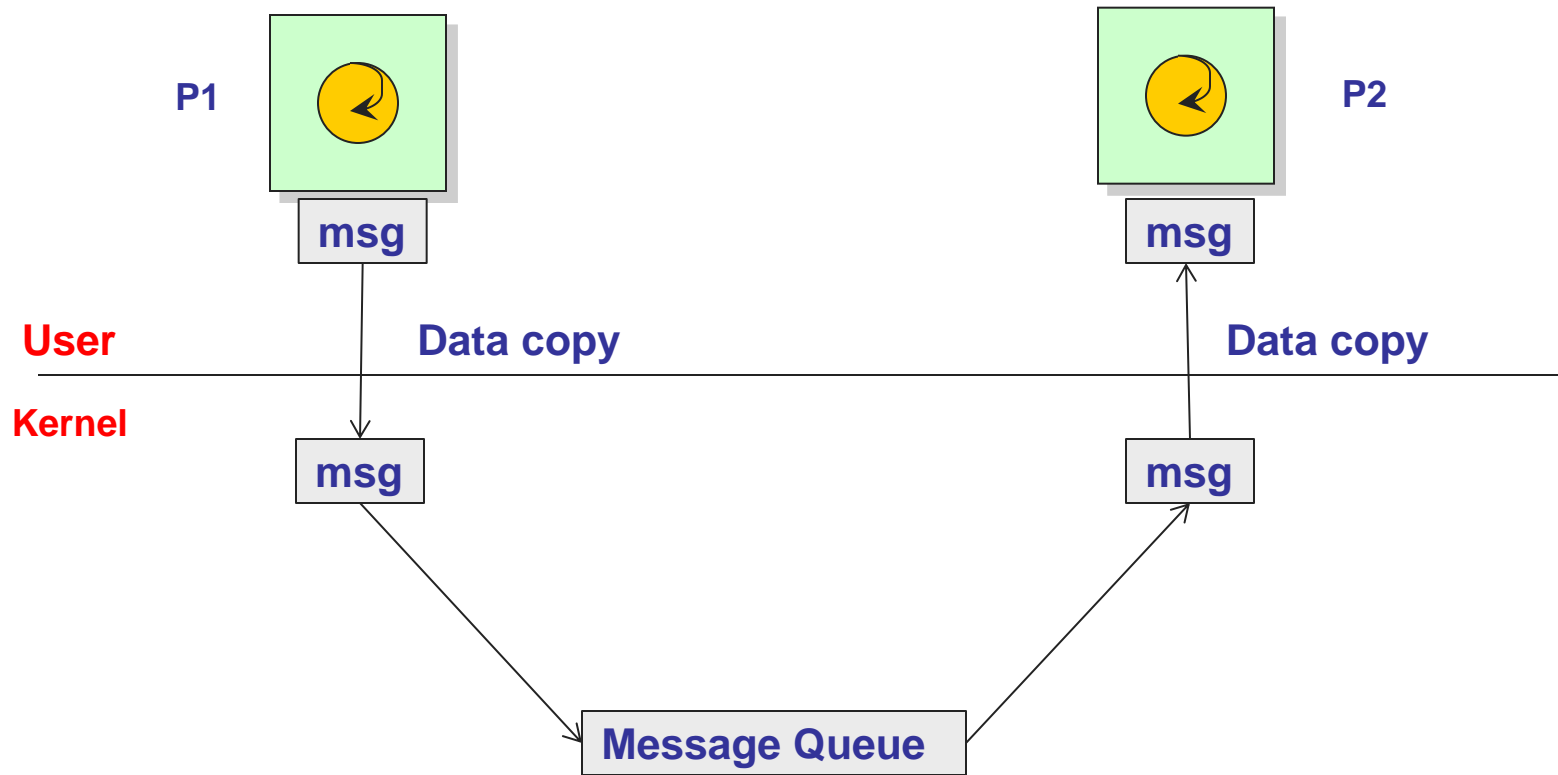 P1
P2
msg
msg
User
Data copy
Data copy
Kernel
msg
msg
Message Queue